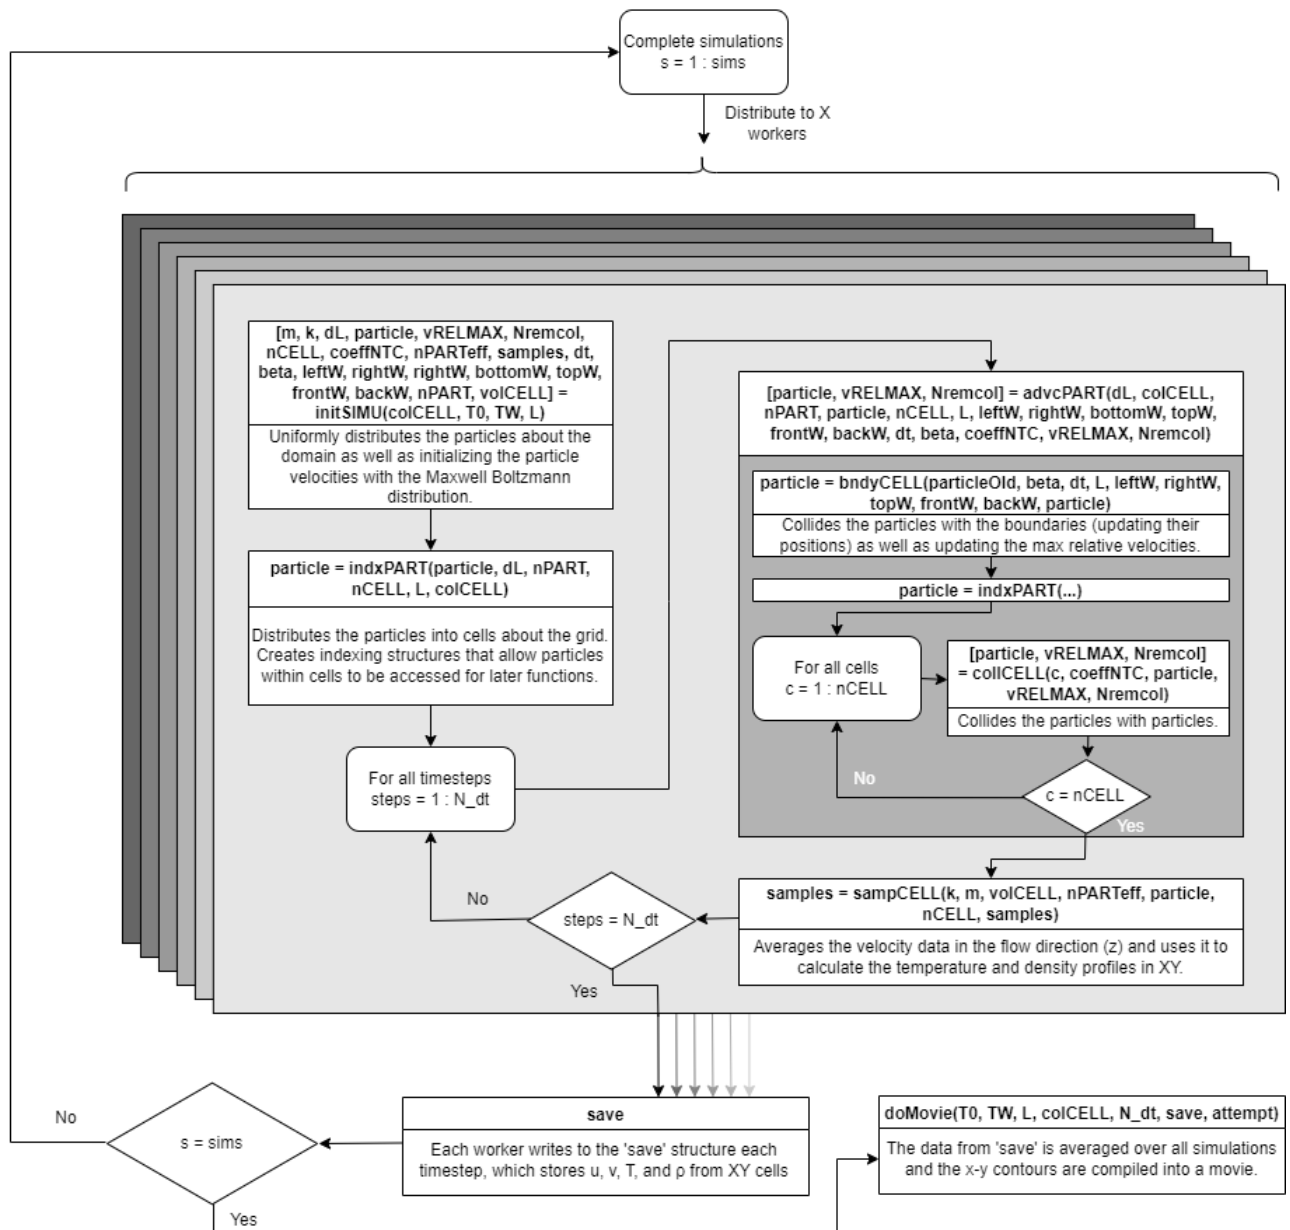 Complete simulations
s = 1 : sims
Distribute to X
workers
[m, k, dL, particle, vRELMAX, Nremcol,
nCELL, coeffNTC, nPARTeff, samples, dt,
beta, leftW, rightW, rightW, bottomW, topW,
frontW, backW, nPART, volCELL] =
initSIMU(colCELL, T0, TW, L)
Uniformly distributes the particles about the
domain as well as initializing the particle
velocities with the Maxwell Boltzmann
distribution.
particle = indxPART(particle, dL, nPART,
nCELL, L, colCELL)
Distributes the particles into cells about the grid.
Creates indexing structures that allow particles
within cells to be accessed for later functions.
For all timesteps
steps = 1 : N_dt
[particle, vRELMAX, Nremcol] = advcPART(dL, colCELL,
nPART, particle, nCELL, L, leftW, rightW, bottomW, topW,
frontW, backW, dt, beta, coeffNTC, vRELMAX, Nremcol)
particle = bndyCELL(particleOld, beta, dt, L, leftW, rightW,
topW, frontW, backW, particle)
Collides the particles with the boundaries (updating their
positions) as well as updating the max relative velocities.
particle = indxPART(...)
For all cells
c = 1 : nCELL
[particle, vRELMAX, Nremcol]
= collCELL(c, coeffNTC, particle,
vRELMAX, Nremcol)
Collides the particles with particles.
No
c = nCELL
Yes
samples = sampCELL(k, m, volCELL, nPARTeff, particle,
nCELL, samples)
Averages the velocity data in the flow direction (z) and uses it to
calculate the temperature and density profiles in XY.
No
steps = N_dt
Yes
save
Each worker writes to the 'save' structure each
timestep, which stores u, v, T, and ρ from XY cells
No
s = sims
Yes
doMovie(T0, TW, L, colCELL, N_dt, save, attempt)
The data from 'save' is averaged over all simulations
and the x-y contours are compiled into a movie.